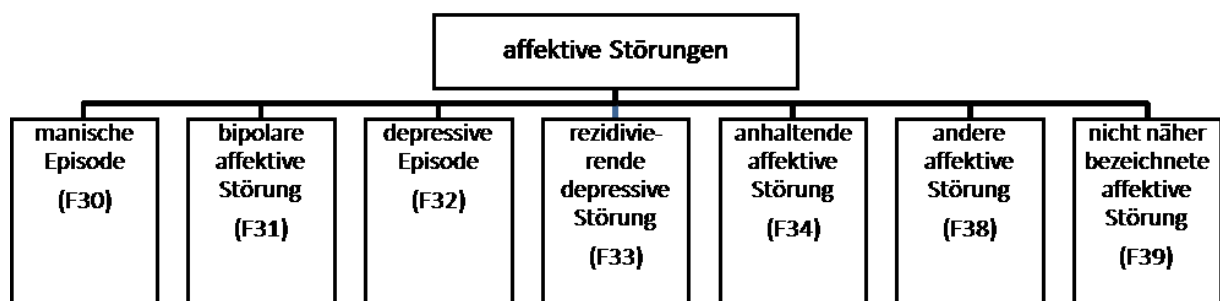 affektive Störungen
manische
Episode
(F30)
bipolare
affektive
Störung
(F31)
depressive
Episode
(F32)
rezidivie-
rende
depressive
Störung
(F33)
anhaltende
affektive
Störung
(F34)
andere
affektive
Störung
(F38)
nicht näher
bezeichnete
affektive
Störung
(F39)